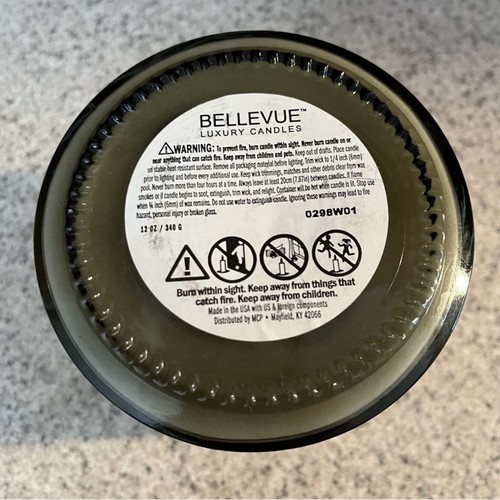 BELLEVUE™
LUXURY CANDLES
⚠WARNING: To prevent fire, burn candle within sight. Never burn candle on or
near anything that can catch fire. Keep away from children and pets. Keep out of drafts. Place candle
on stable heat resistant surface. Remove all packaging material before lighting. Trim wick to 1/4 inch (6mm)
prior to lighting and before every additional use. Keep wick trimmings, matches and other debris clear from wax
pool. Never burn more than four hours at a time. Always leave at least 20cm (7.87in) between candles. If flame
smokes or if candle begins to soot, extinguish, trim wick, and relight. Container will be hot while candle is lit. Stop use
when ¼ inch (6mm) of wax remains. Do not use water to extinguish candle. Ignoring these warnings may lead to fire
hazard, personal injury or broken glass.
0298W01
12 OZ / 340 G
Burn within sight. Keep away from things that
catch fire. Keep away from children.
Made in the USA with US & foreign components
Distributed by MCP • Mayfield, KY 42066